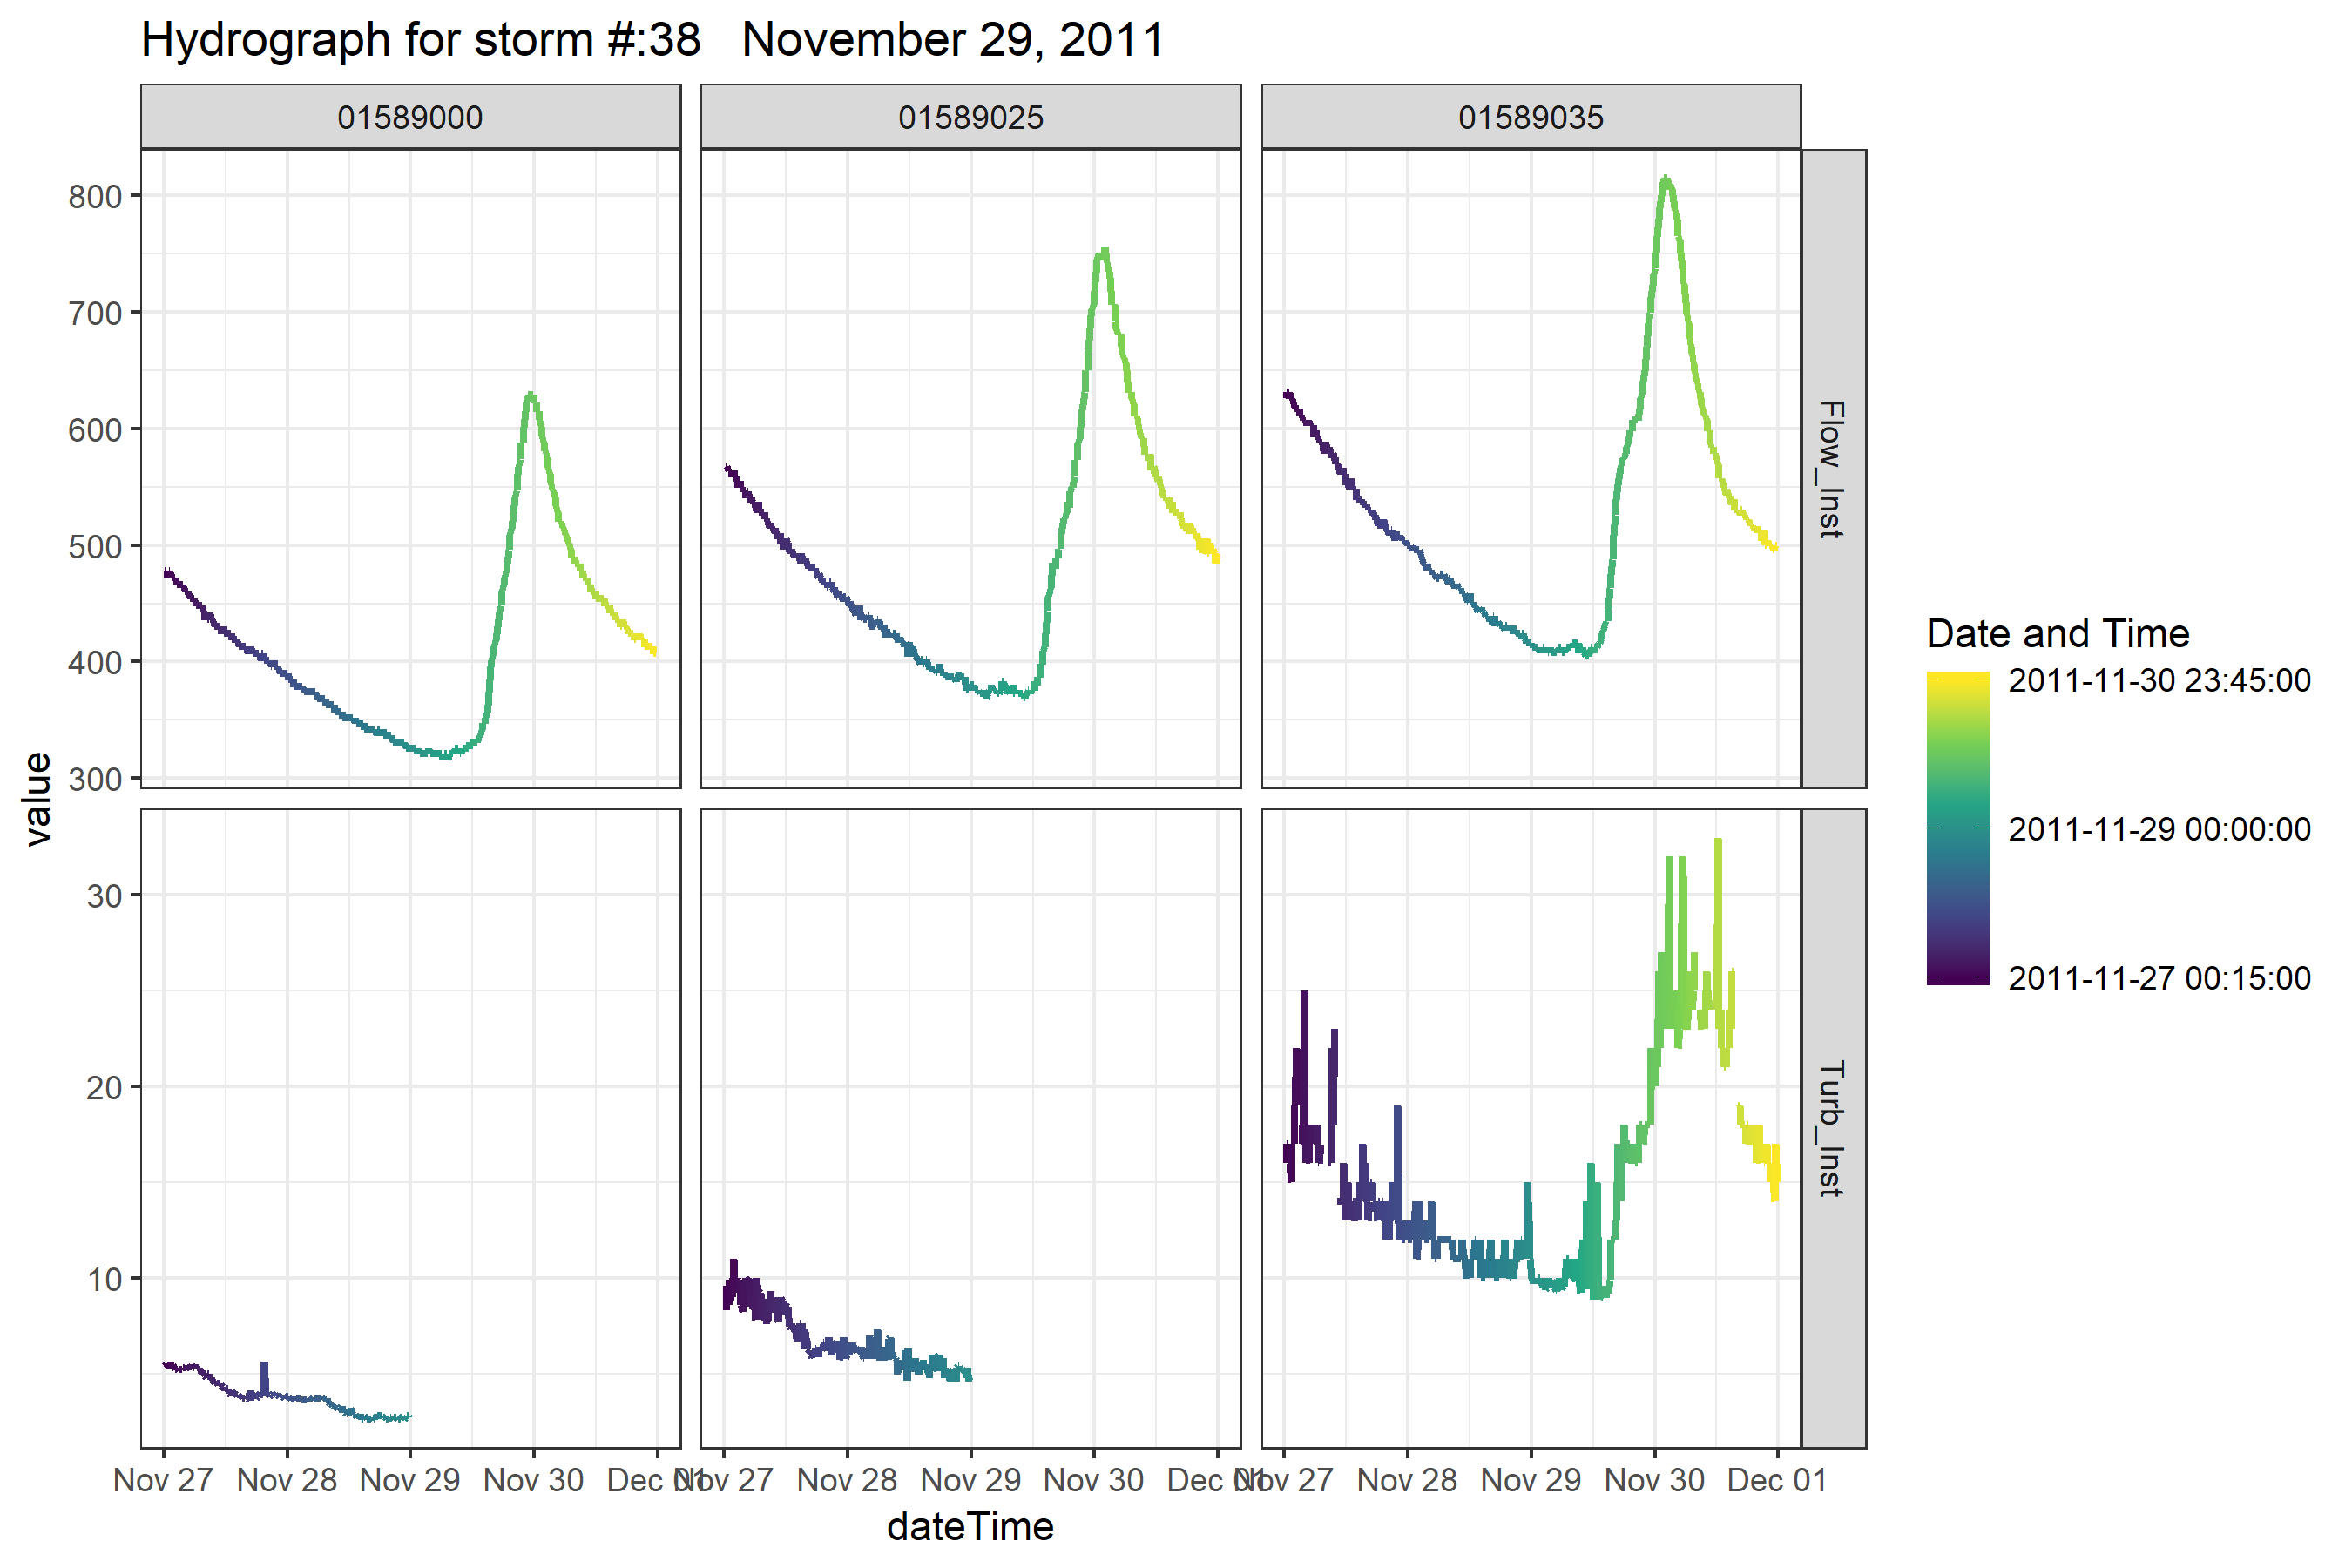 Hydrograph for storm #:38   November 29, 2011
01589000
01589025
01589035
800
700
600
500
400
300
Flow_Inst
30
20
10
Turb_Inst
value
Nov 27 Nov 28 Nov 29 Nov 30 Dec 01
Nov 27 Nov 28 Nov 29 Nov 30 Dec 01
Nov 27 Nov 28 Nov 29 Nov 30 Dec 01
dateTime
Date and Time
2011-11-30 23:45:00
2011-11-29 00:00:00
2011-11-27 00:15:00